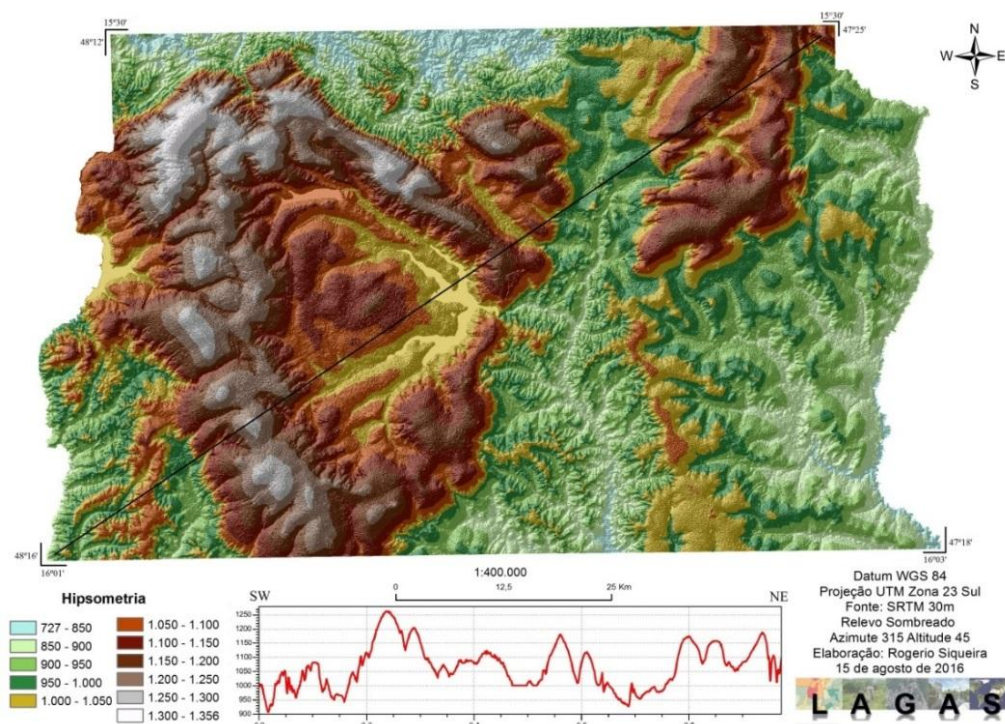 15°30'
48°12'
15°30'
47°25'
N
W E
S
48°16'
16°01'
47°18'
16°03'
1:400.000
0 12,5 25 Km
Hipsometria
727 - 850
850 - 900
900 - 950
950 - 1.000
1.000 - 1.050
1.050 - 1.100
1.100 - 1.150
1.150 - 1.200
1.200 - 1.250
1.250 - 1.300
1.300 - 1.356
SW NE
1250
1200
1150
1100
1050
1000
950
900
Datum WGS 84
Projeção UTM Zona 23 Sul
Fonte: SRTM 30m
Relevo Sombreado
Azimute 315 Altitude 45
Elaboração: Rogerio Siqueira
15 de agosto de 2016
L A G A S